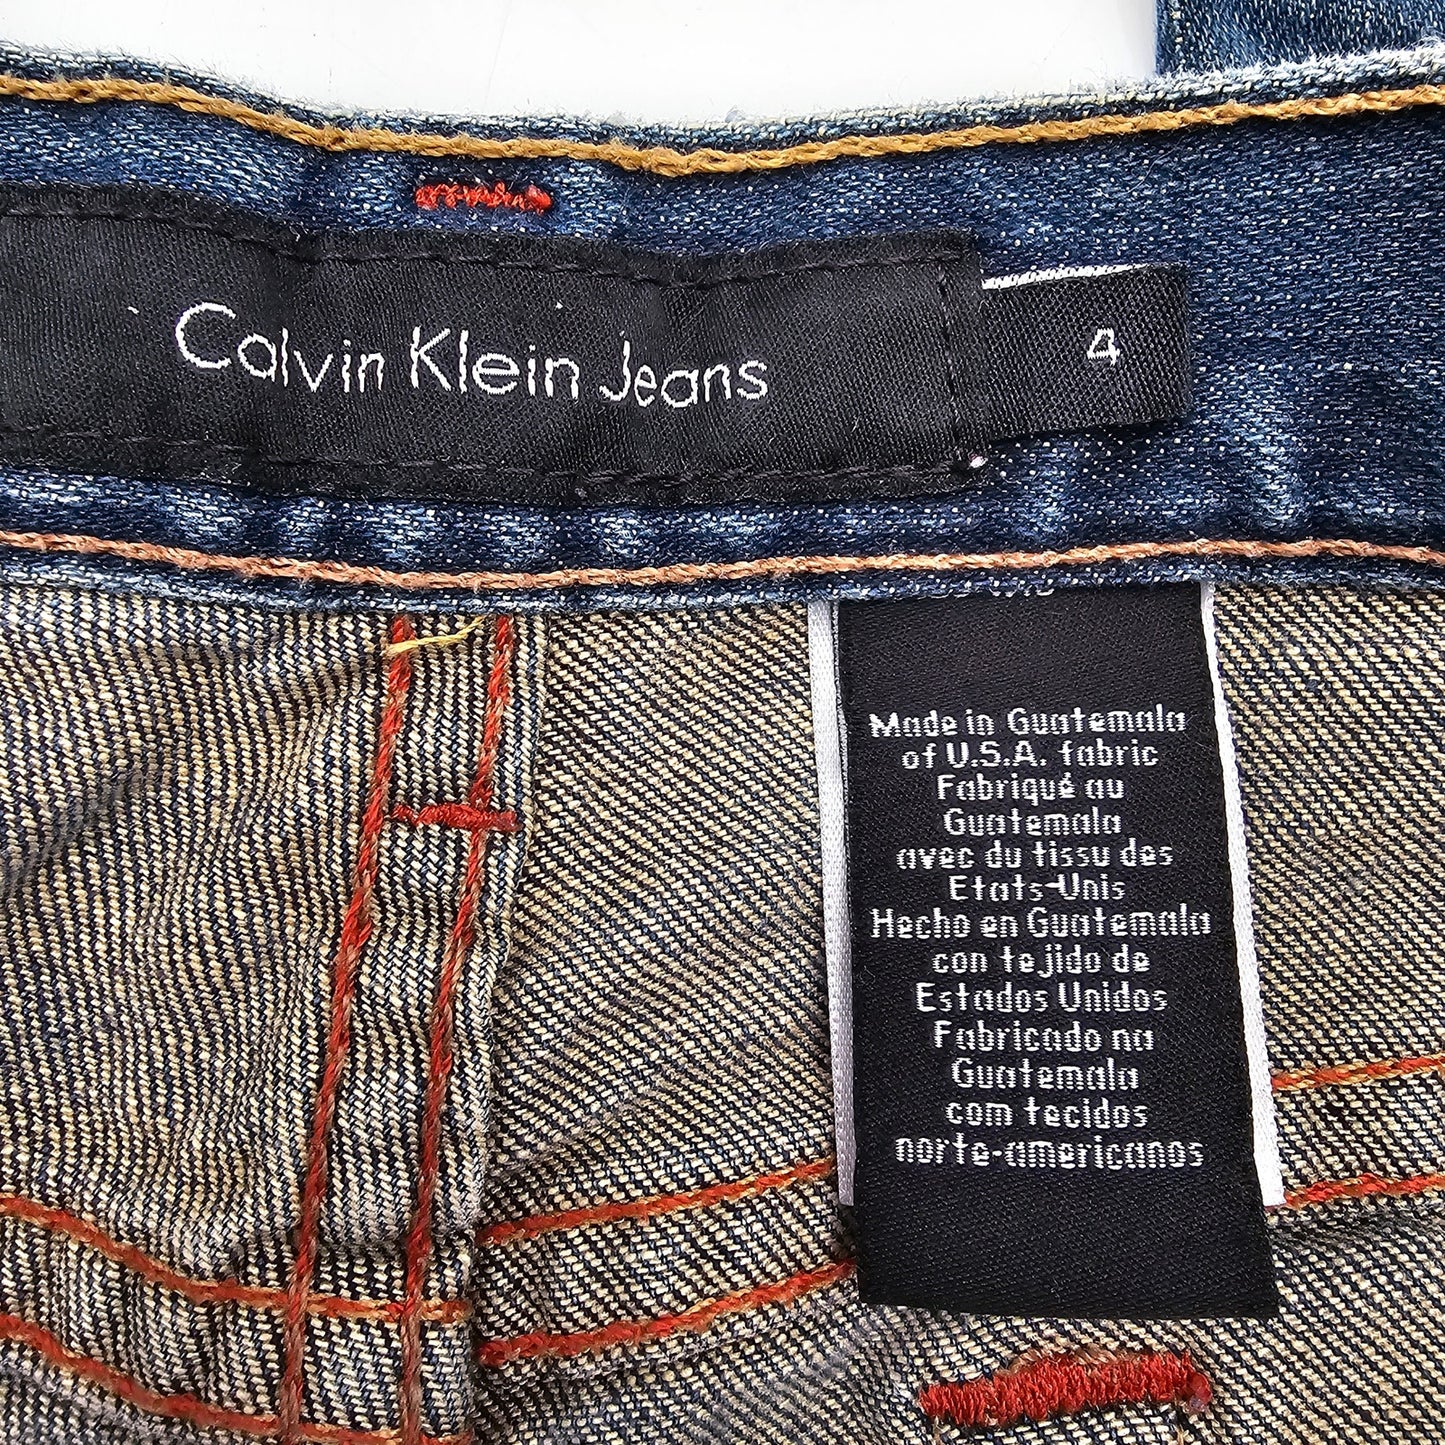 Calvin Klein Jeans
4
Made in Guatemala
of U.S.A. fabric
Fabriqué au
Guatemala
avec du tissu des
Etats-Unis
Hecho en Guatemala
con tejido de
Estados Unidos
Fabricado na
Guatemala
com tecidos
norte-americanos